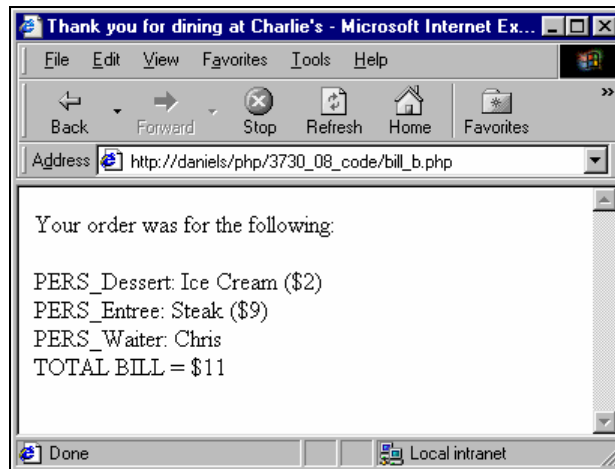 Thank you for dining at Charlie's - Microsoft Internet Ex...
File Edit View Favorites Tools Help
»
Back Forward Stop Refresh Home Favorites
Address http://daniels/php/3730_08_code/bill_b.php
Your order was for the following:
PERS_Dessert: Ice Cream ($2)
PERS_Entree: Steak ($9)
PERS_Waiter: Chris
TOTAL BILL = $11
Done Local intranet